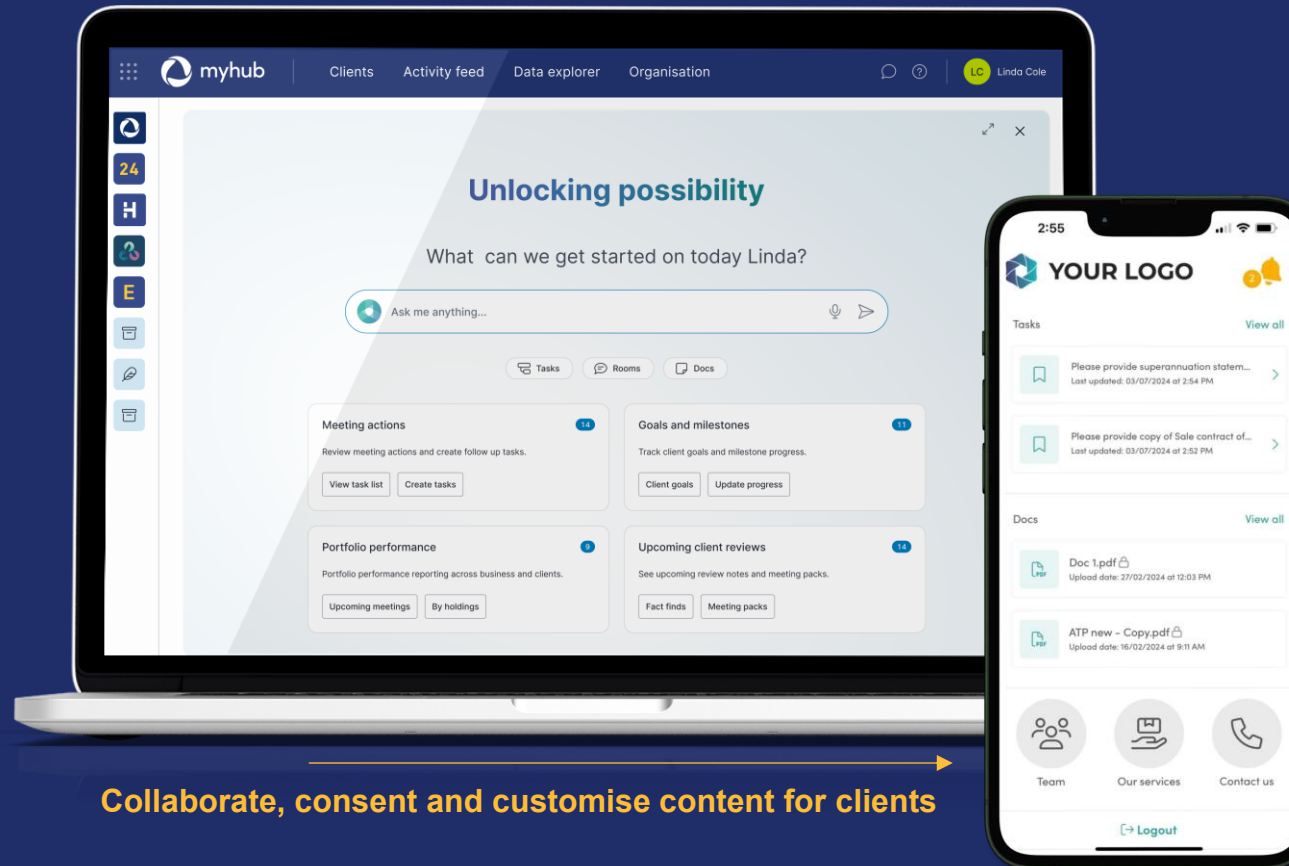 myhub
Clients
Activity feed
Data explorer
Organisation
LC
Linda Cole
24
H
E
Unlocking possibility
What can we get started on today Linda?
Ask me anything...
Tasks
Rooms
Docs
Meeting actions
14
Review meeting actions and create follow up tasks.
View task list
Create tasks
Goals and milestones
11
Track client goals and milestone progress.
Client goals
Update progress
Portfolio performance
9
Portfolio performance reporting across business and clients.
Upcoming meetings
By holdings
Upcoming client reviews
14
See upcoming review notes and meeting packs.
Fact finds
Meeting packs
2:55
YOUR LOGO
2
Tasks
View all
Please provide superannuation statem...
Last updated: 03/07/2024 at 2:54 PM
Please provide copy of Sale contract of...
Last updated: 03/07/2024 at 2:52 PM
Docs
View all
PDF
Doc 1.pdf
Upload date: 27/02/2024 at 12:03 PM
PDF
ATP new - Copy.pdf
Upload date: 16/02/2024 at 9:11 AM
Team
Our services
Contact us
Logout
Collaborate, consent and customise content for clients